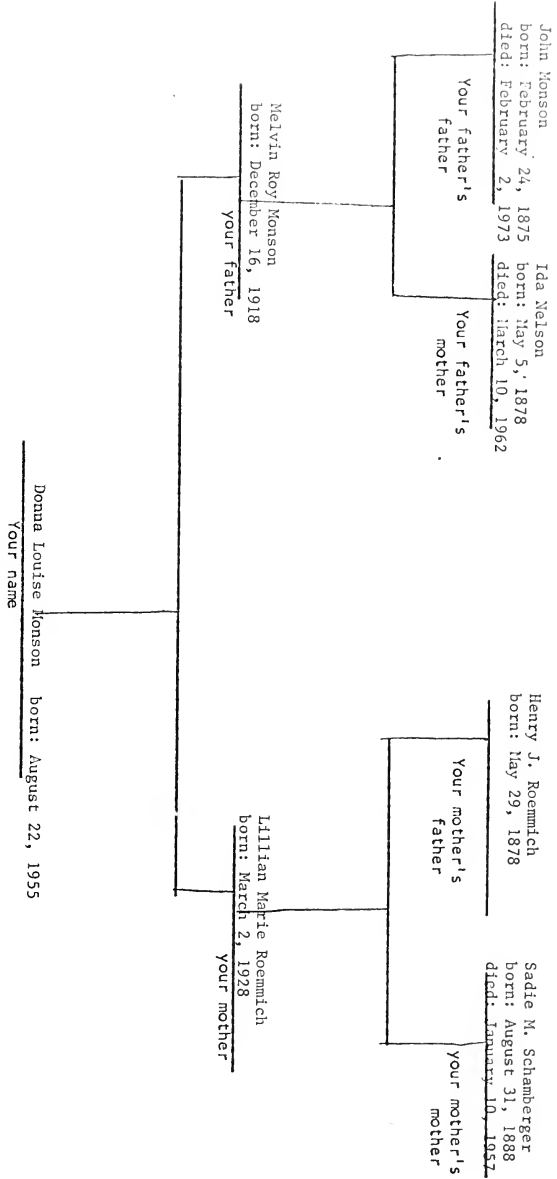 John Monson
born: February 24, 1875
died: February 2, 1973
Your father's
father
Ida Nelson
born: May 5, 1878
died: March 10, 1962
Your father's
mother
Henry J. Roemmich
born: May 29, 1878
Your mother's
father
Sadie M. Schamberger
born: August 31, 1888
died: January 10, 1957
your mother's
mother
Melvin Roy Monson
born: December 16, 1918
your father
Lillian Marie Roemmich
born: March 2, 1928
your mother
Donna Louise Monson born: August 22, 1955
Your name